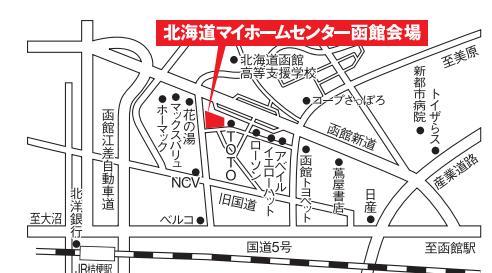 北海道マイホームセンター函館会場
北海道函館
高等支援学校
至美原
コープさっぽろ
新都市病院
トイザらス
函館新道
産業道路
花の湯
マックスバリュ
ホーマック
TOTO
アベイル
イエローハット
ローソン
函館トヨペット
蔦屋書店
日産
函館江差自動車道
NCV
旧国道
ベルコ
北洋銀行
至大沼
国道5号
至函館駅
JR桔梗駅